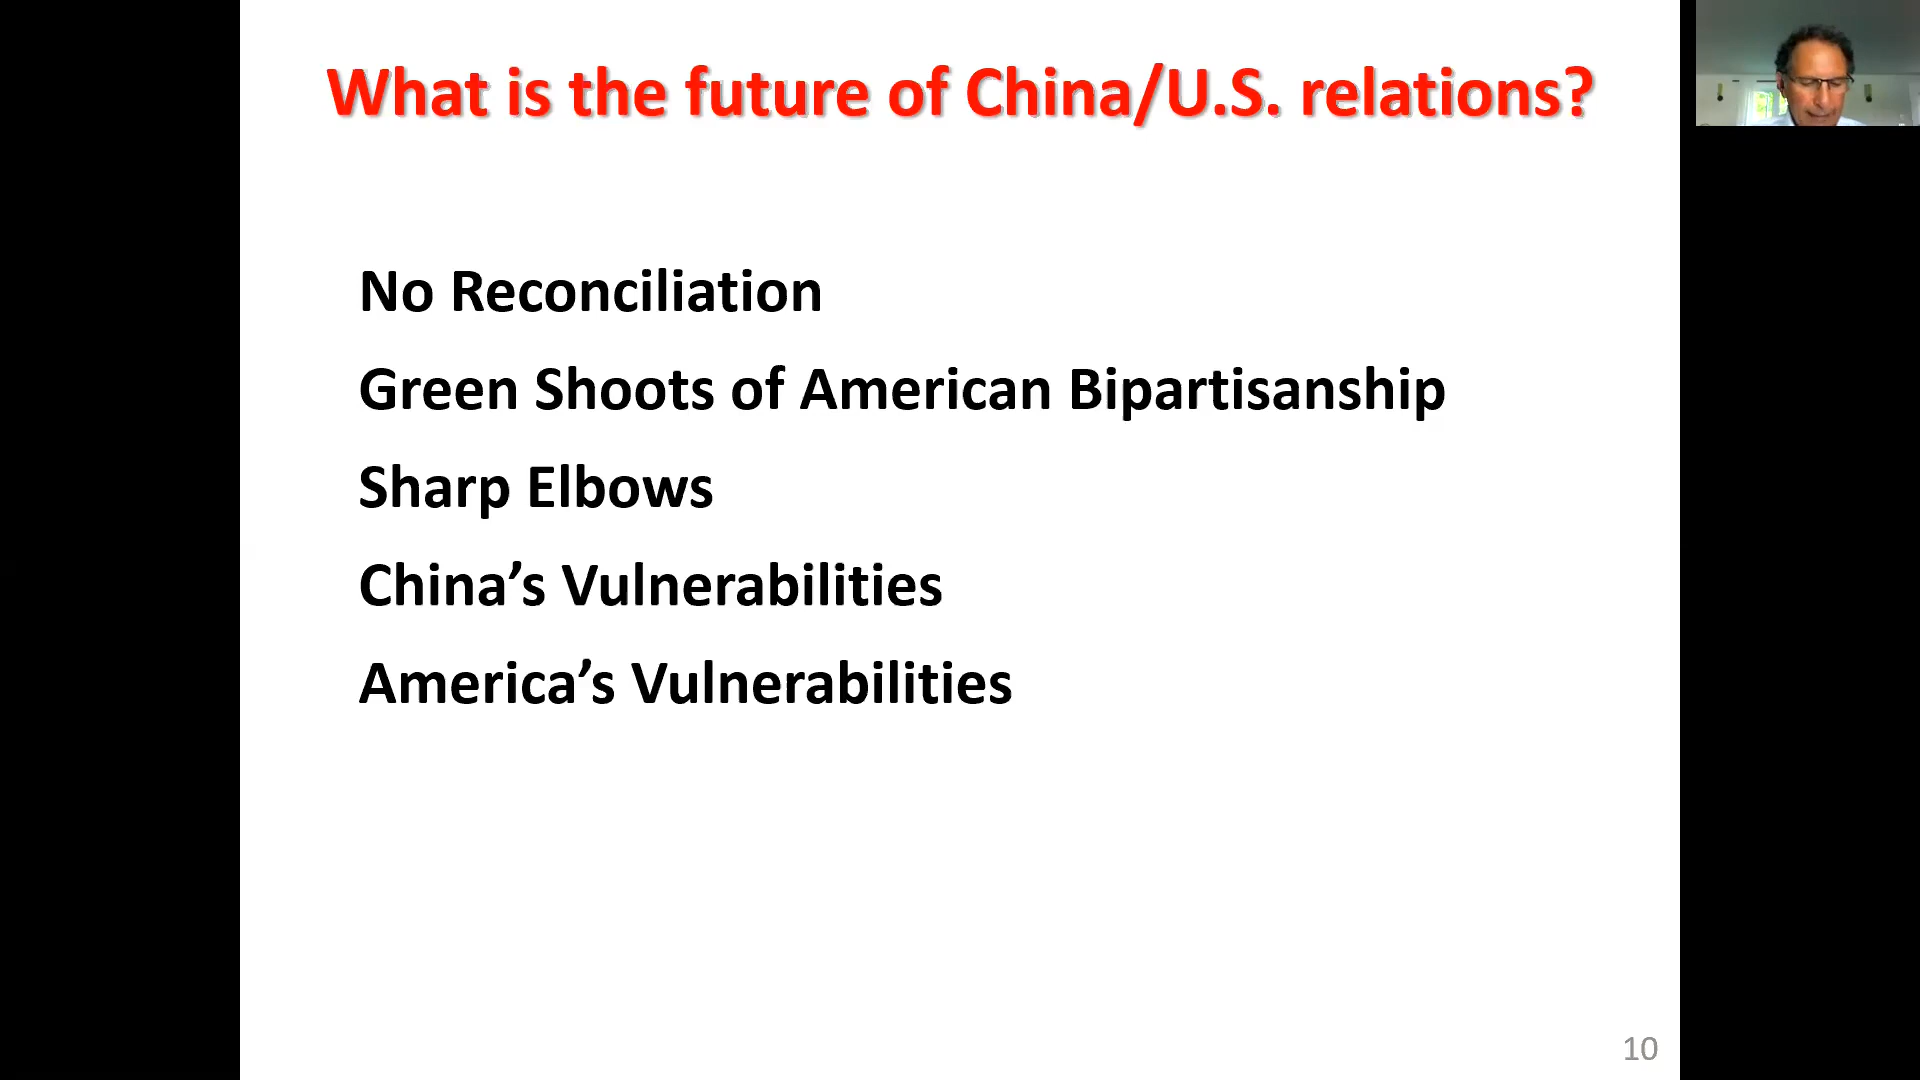 What is the future of China/U.S. relations?
No Reconciliation
Green Shoots of American Bipartisanship
Sharp Elbows
China’s Vulnerabilities
America’s Vulnerabilities
10